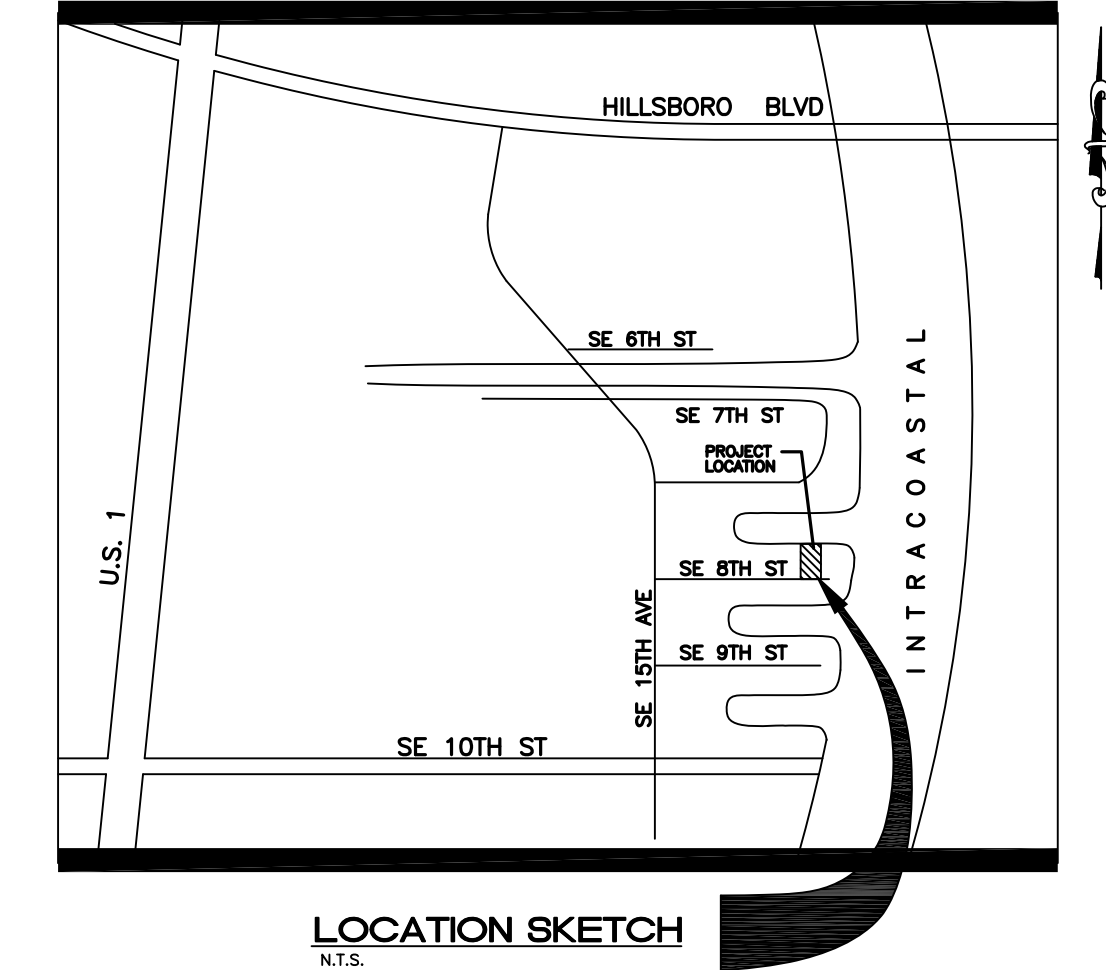 HILLSBORO BLVD
SE 6TH ST
SE 7TH ST
PROJECT
LOCATION
INTRACOASTAL
U.S. 1
SE 8TH ST
SE 15TH AVE
SE 9TH ST
SE 10TH ST
LOCATION SKETCH
N.T.S.